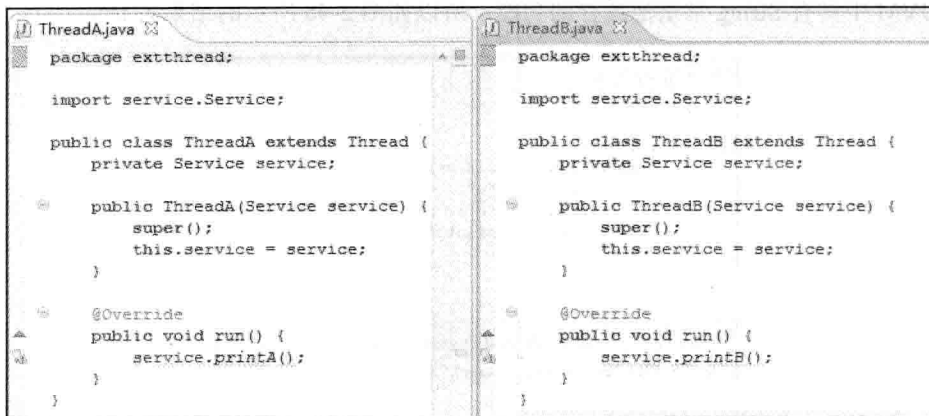 ThreadA.java
package extthread;
import service.Service;
public class ThreadA extends Thread {
private Service service;
public ThreadA(Service service) {
super();
this.service = service;
}
@Override
public void run() {
service.printA();
}
}
ThreadB.java
package extthread;
import service.Service;
public class ThreadB extends Thread {
private Service service;
public ThreadB(Service service) {
super();
this.service = service;
}
@Override
public void run() {
service.printB();
}
}